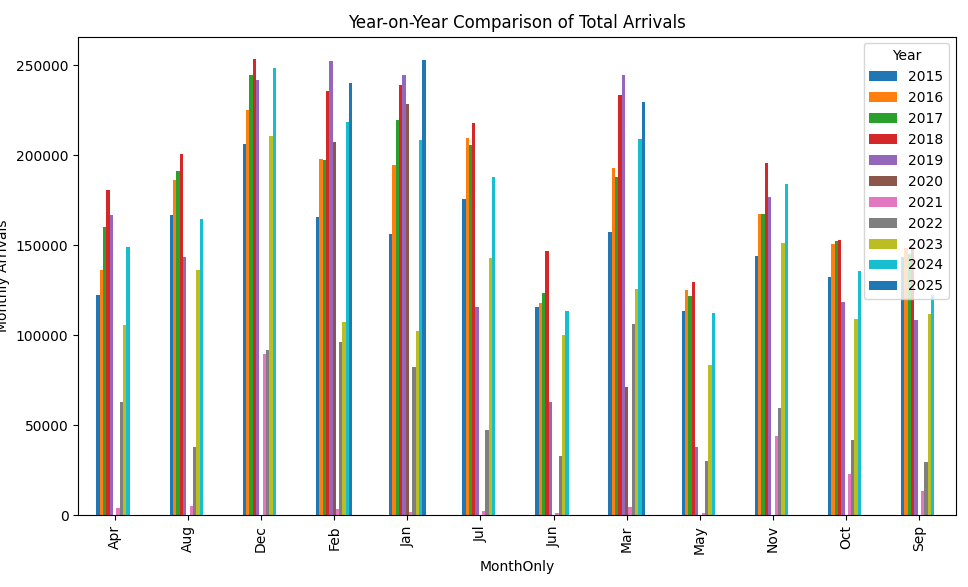 Year-on-Year Comparison of Total Arrivals
Monthly Arrivals
250000
200000
150000
100000
50000
0
Year
2015
2016
2017
2018
2019
2020
2021
2022
2023
2024
2025
Apr
Aug
Dec
Feb
Jan
Jul
Jun
Mar
May
Nov
Oct
Sep
MonthOnly